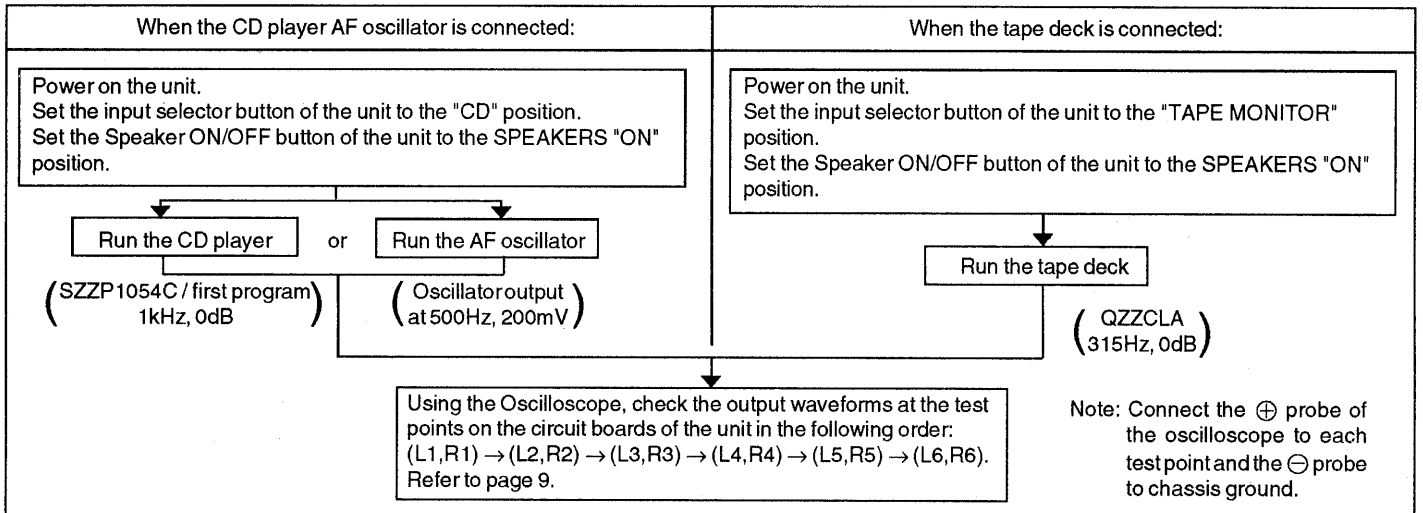 When the CD player AF oscillator is connected:
Power on the unit.
Set the input selector button of the unit to the "CD" position.
Set the Speaker ON/OFF button of the unit to the SPEAKERS "ON"
position.
Run the CD player
or
Run the AF oscillator
(SZZP1054C / first program)
1kHz, 0dB
(Oscillator output)
at 500Hz, 200mV
When the tape deck is connected:
Power on the unit.
Set the input selector button of the unit to the "TAPE MONITOR"
position.
Set the Speaker ON/OFF button of the unit to the SPEAKERS "ON"
position.
Run the tape deck
(QZZCLA)
315Hz, 0dB
Using the Oscilloscope, check the output waveforms at the test
points on the circuit boards of the unit in the following order:
(L1,R1) → (L2,R2) → (L3,R3) → (L4,R4) → (L5,R5) → (L6,R6).
Refer to page 9.
Note: Connect the ⊕ probe of
the oscilloscope to each
test point and the ⊖ probe
to chassis ground.